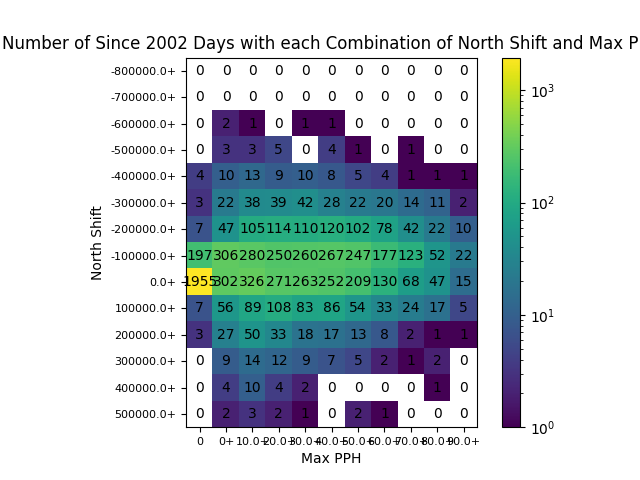 Number of Since 2002 Days with each Combination of North Shift and Max P
-800000.0+ 0 0 0 0 0 0 0 0 0 0 0
-700000.0+ 0 0 0 0 0 0 0 0 0 0 0
-600000.0+ 0 2 1 0 1 1 0 0 0 0 0
-500000.0+ 0 3 3 5 0 4 1 0 1 0 0
-400000.0+ 4 10 13 9 10 8 5 4 1 1 1
-300000.0+ 3 22 38 39 42 28 22 20 14 11 2
-200000.0+ 7 47 105 114 110 120 102 78 42 22 10
-100000.0+ 197 306 280 250 260 267 247 177 123 52 22
0.0+ 1955 302 326 271 263 252 209 130 68 47 15
100000.0+ 7 56 89 108 83 86 54 33 24 17 5
200000.0+ 3 27 50 33 18 17 13 8 2 1 1
300000.0+ 0 9 14 12 9 7 5 2 1 2 0
400000.0+ 0 4 10 4 2 0 0 0 0 1 0
500000.0+ 0 2 3 2 1 0 2 1 0 0 0
0 0+ 10.0+ 20.0+ 30.0+ 40.0+ 50.0+ 60.0+ 70.0+ 80.0+ 90.0+
Max PPH
North Shift
10³
10²
10¹
10⁰